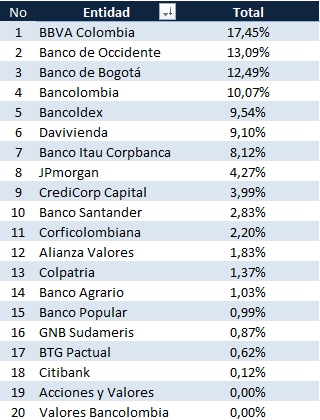 No Entidad Total
1 BBVA Colombia 17,45%
2 Banco de Occidente 13,09%
3 Banco de Bogotá 12,49%
4 Bancolombia 10,07%
5 Bancoldex 9,54%
6 Davivienda 9,10%
7 Banco Itau Corpbanca 8,12%
8 JPmorgan 4,27%
9 CrediCorp Capital 3,99%
10 Banco Santander 2,83%
11 Corficolombiana 2,20%
12 Alianza Valores 1,83%
13 Colpatria 1,37%
14 Banco Agrario 1,03%
15 Banco Popular 0,99%
16 GNB Sudameris 0,87%
17 BTG Pactual 0,62%
18 Citibank 0,12%
19 Acciones y Valores 0,00%
20 Valores Bancolombia 0,00%